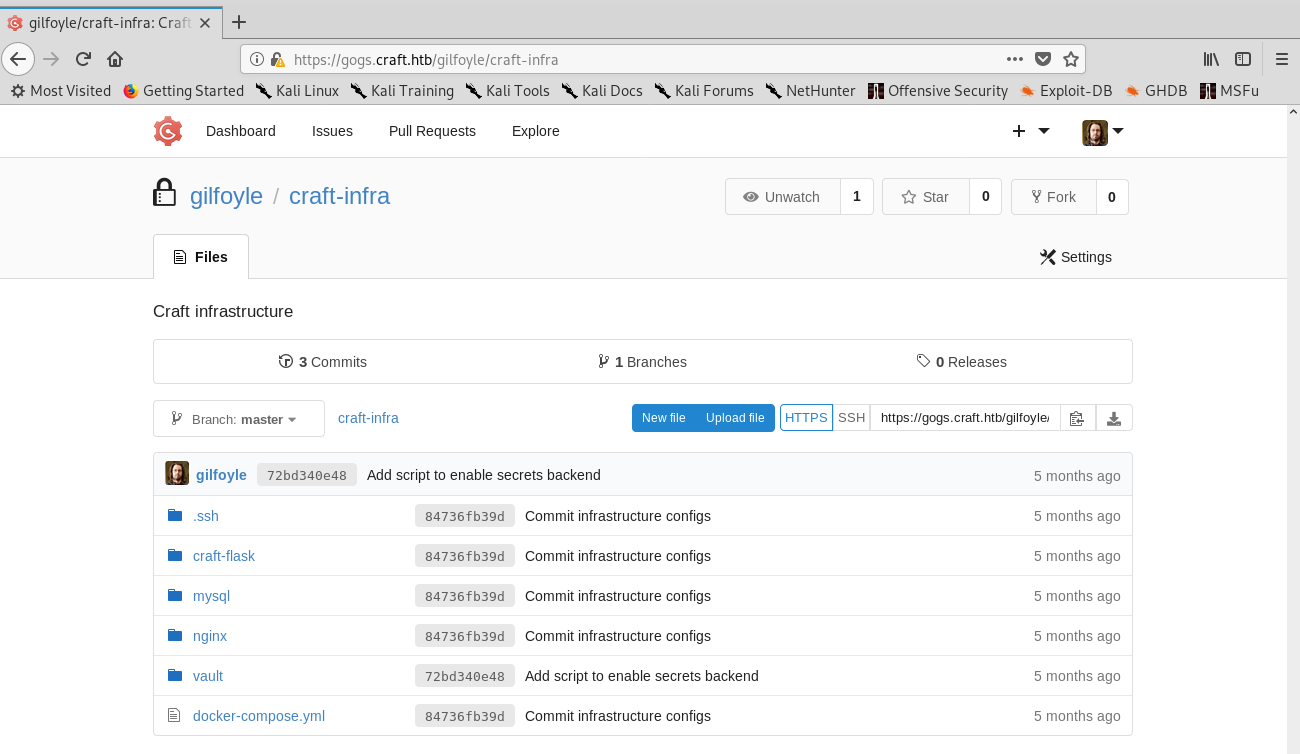 gilfoyle/craft-infra: Craft
https://gogs.craft.htb/gilfoyle/craft-infra
Most Visited Getting Started Kali Linux Kali Training Kali Tools Kali Docs Kali Forums NetHunter Offensive Security Exploit-DB GHDB MSFu
Dashboard Issues Pull Requests Explore
gilfoyle / craft-infra Unwatch 1 Star 0 Fork 0
Files Settings
Craft infrastructure
3 Commits 1 Branches 0 Releases
Branch: master craft-infra New file Upload file HTTPS SSH https://gogs.craft.htb/gilfoyle/
gilfoyle 72bd340e48 Add script to enable secrets backend 5 months ago
.ssh 84736fb39d Commit infrastructure configs 5 months ago
craft-flask 84736fb39d Commit infrastructure configs 5 months ago
mysql 84736fb39d Commit infrastructure configs 5 months ago
nginx 84736fb39d Commit infrastructure configs 5 months ago
vault 72bd340e48 Add script to enable secrets backend 5 months ago
docker-compose.yml 84736fb39d Commit infrastructure configs 5 months ago